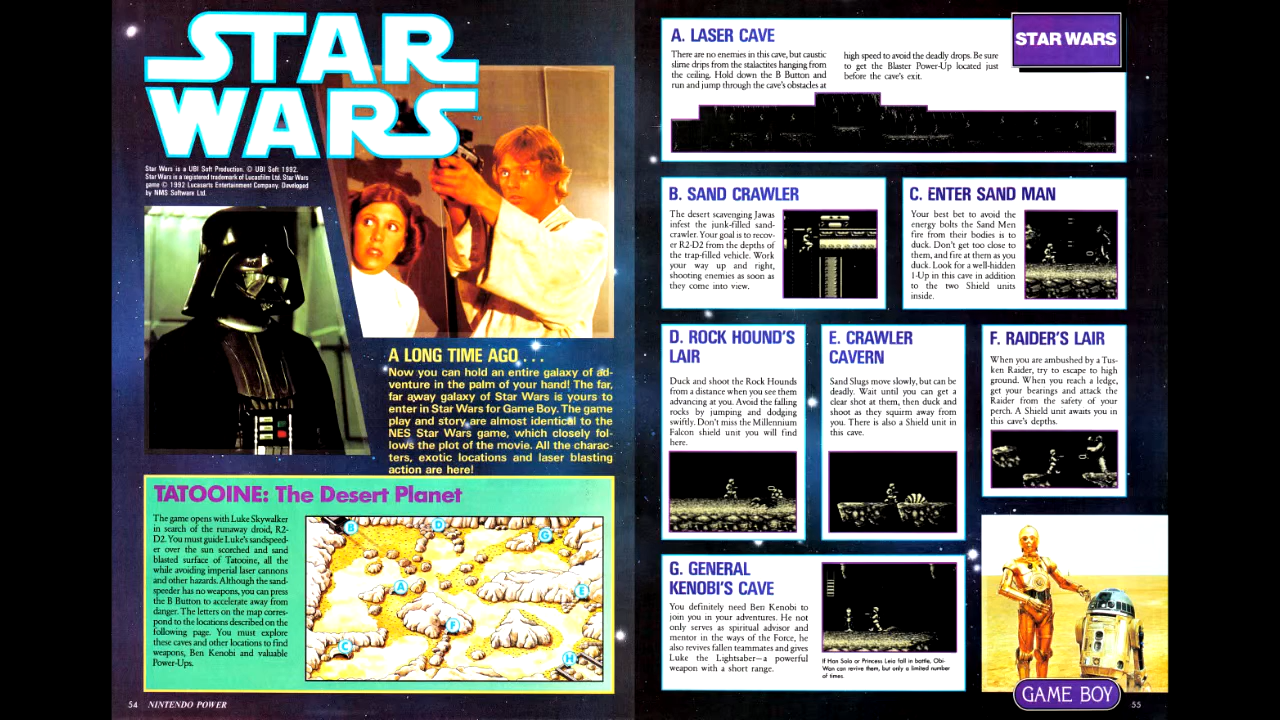 STAR
WARS
™
Star Wars is a UBI Soft Production. © UBI Soft 1992.
Star Wars is a registered trademark of Lucasfilm Ltd. Star Wars
game © 1992 Lucasarts Entertainment Company. Developed
by NMS Software Ltd.
A LONG TIME AGO . . .
Now you can hold an entire galaxy of ad-
venture in the palm of your hand! The far,
far away galaxy of Star Wars is yours to
enter in Star Wars for Game Boy. The game
play and story are almost identical to the
NES Star Wars game, which closely fol-
lows the plot of the movie. All the charac-
ters, exotic locations and laser blasting
action are here!
TATOOINE: The Desert Planet
The game opens with Luke Skywalker
in search of the runaway droid, R2-
D2. You must guide Luke's sandspeed-
er over the sun scorched and sand
blasted surface of Tatooine, all the
while avoiding imperial laser cannons
and other hazards. Although the sand-
speeder has no weapons, you can press
the B Button to accelerate away from
danger. The letters on the map corres-
pond to the locations described on the
following page. You must explore
these caves and other locations to find
weapons, Ben Kenobi and valuable
Power-Ups.
B
D
G
A
E
F
C
H
54 NINTENDO POWER
STAR WARS
A. LASER CAVE
There are no enemies in this cave, but caustic
slime drips from the stalactites hanging from
the ceiling. Hold down the B Button and
run and jump through the cave's obstacles at
high speed to avoid the deadly drops. Be sure
to get the Blaster Power-Up located just
before the cave's exit.
B. SAND CRAWLER
The desert scavenging Jawas
infest the junk-filled sand-
crawler. Your goal is to recov-
er R2-D2 from the depths of
the trap-filled vehicle. Work
your way up and right,
shooting enemies as soon as
they come into view.
C. ENTER SAND MAN
Your best bet to avoid the
energy bolts the Sand Men
fire from their bodies is to
duck. Don't get too close to
them, and fire at them as you
duck. Look for a well-hidden
1-Up in this cave in addition
to the two Shield units
inside.
D. ROCK HOUND'S
LAIR
Duck and shoot the Rock Hounds
from a distance when you see them
advancing at you. Avoid the falling
rocks by jumping and dodging
swiftly. Don't miss the Millennium
Falcon shield unit you will find
here.
E. CRAWLER
CAVERN
Sand Slugs move slowly, but can be
deadly. Wait until you can get a
clear shot at them, then duck and
shoot as they squirm away from
you. There is also a Shield unit in
this cave.
F. RAIDER'S LAIR
When you are ambushed by a Tus-
ken Raider, try to escape to high
ground. When you reach a ledge,
get your bearings and attack the
Raider from the safety of your
perch. A Shield unit awaits you in
this cave's depths.
G. GENERAL
KENOBI'S CAVE
You definitely need Ben Kenobi to
join you in your adventures. He not
only serves as spiritual advisor and
mentor in the ways of the Force, he
also revives fallen teammates and gives
Luke the Lightsaber—a powerful
weapon with a short range.
If Han Solo or Princess Leia fall in battle, Obi-
Wan can revive them, but only a limited number
of times.
GAME BOY
55